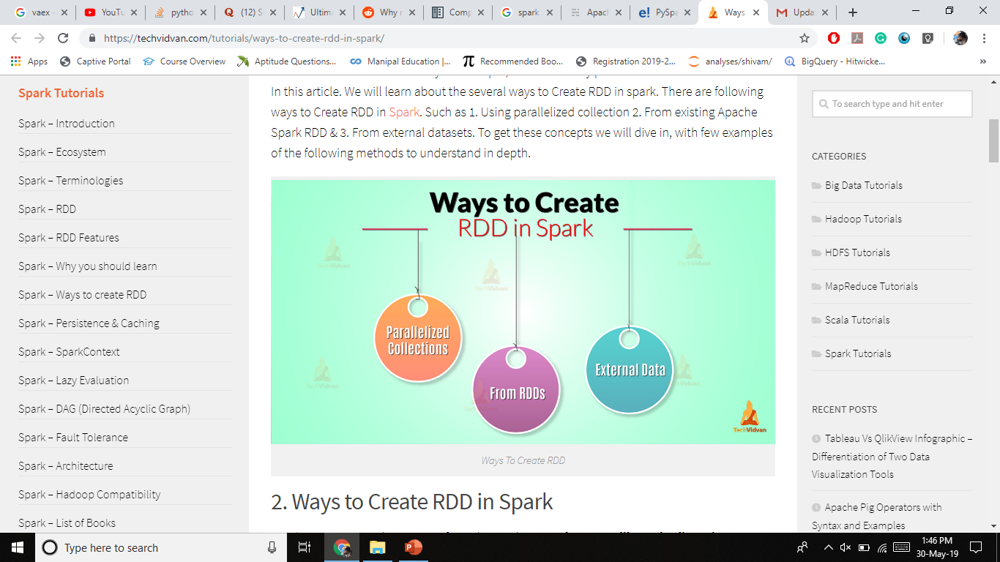 vaex -
YouTu
pytho
(12) S
Ultima
Why r
Comp
spark
Apach
PySpa
Ways
Upda
https://techvidvan.com/tutorials/ways-to-create-rdd-in-spark/
Apps
Captive Portal
Course Overview
Aptitude Questions...
Manipal Education |...
Recommended Boo...
Registration 2019-2...
analyses/shivam/
BigQuery - Hitwicke...
Spark Tutorials
Spark – Introduction
Spark – Ecosystem
Spark – Terminologies
Spark – RDD
Spark – RDD Features
Spark – Why you should learn
Spark – Ways to create RDD
Spark – Persistence & Caching
Spark – SparkContext
Spark – Lazy Evaluation
Spark – DAG (Directed Acyclic Graph)
Spark – Fault Tolerance
Spark – Architecture
Spark – Hadoop Compatibility
Spark – List of Books
In this article. We will learn about the several ways to Create RDD in spark. There are following
ways to Create RDD in Spark. Such as 1. Using parallelized collection 2. From existing Apache
Spark RDD & 3. From external datasets. To get these concepts we will dive in, with few examples
of the following methods to understand in depth.
Ways to Create
RDD in Spark
Parallelized
Collections
From RDDs
External Data
TechVidvan
TechVidvan
TechVidvan
TechVidvan
TechVidvan
Ways To Create RDD
2. Ways to Create RDD in Spark
To search type and hit enter
CATEGORIES
Big Data Tutorials
Hadoop Tutorials
HDFS Tutorials
MapReduce Tutorials
Scala Tutorials
Spark Tutorials
RECENT POSTS
Tableau Vs QlikView Infographic –
Differentiation of Two Data
Visualization Tools
Apache Pig Operators with
Syntax and Examples
Type here to search
1:46 PM
30-May-19